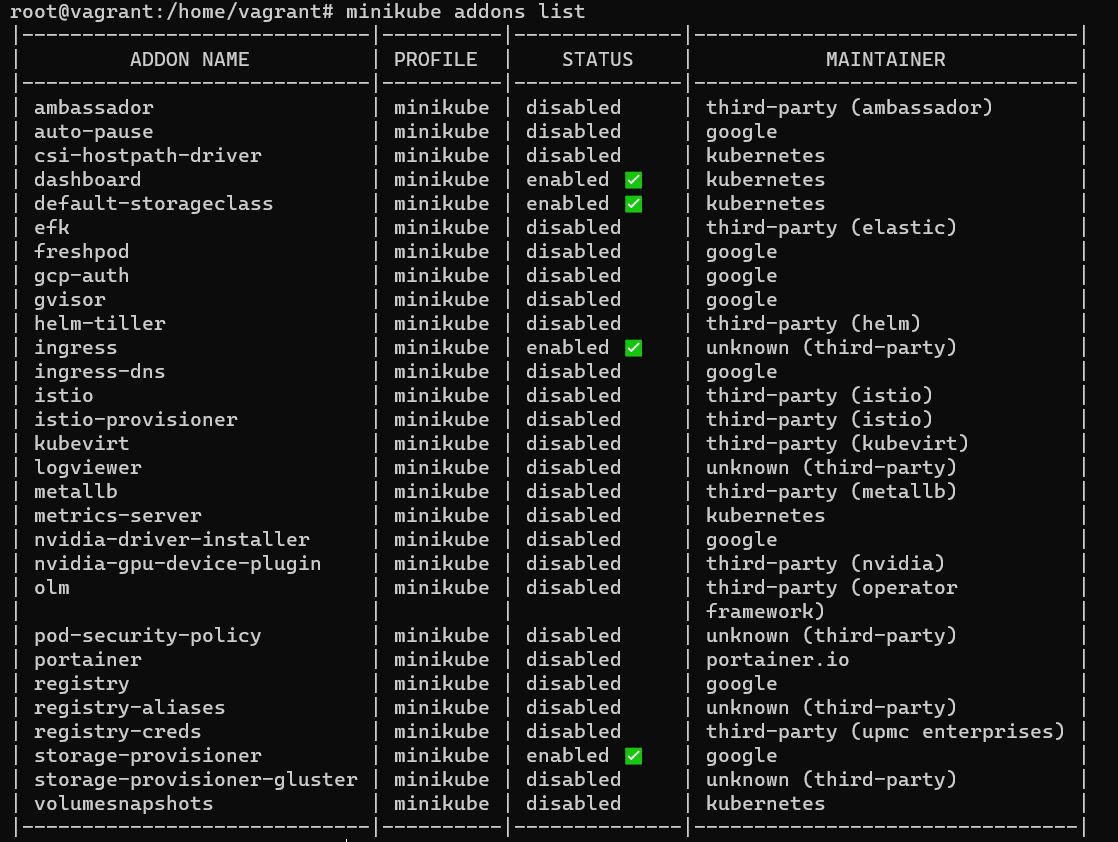 root@vagrant:/home/vagrant# minikube addons list
|-----------------------------|----------|--------------|--------------------------------|
|         ADDON NAME          | PROFILE  |    STATUS    |           MAINTAINER           |
|-----------------------------|----------|--------------|--------------------------------|
| ambassador                  | minikube | disabled     | third-party (ambassador)       |
| auto-pause                  | minikube | disabled     | google                         |
| csi-hostpath-driver         | minikube | disabled     | kubernetes                     |
| dashboard                   | minikube | enabled ✅   | kubernetes                     |
| default-storageclass        | minikube | enabled ✅   | kubernetes                     |
| efk                         | minikube | disabled     | third-party (elastic)          |
| freshpod                    | minikube | disabled     | google                         |
| gcp-auth                    | minikube | disabled     | google                         |
| gvisor                      | minikube | disabled     | google                         |
| helm-tiller                 | minikube | disabled     | third-party (helm)             |
| ingress                     | minikube | enabled ✅   | unknown (third-party)          |
| ingress-dns                 | minikube | disabled     | google                         |
| istio                       | minikube | disabled     | third-party (istio)            |
| istio-provisioner           | minikube | disabled     | third-party (istio)            |
| kubevirt                    | minikube | disabled     | third-party (kubevirt)         |
| logviewer                   | minikube | disabled     | unknown (third-party)          |
| metallb                     | minikube | disabled     | third-party (metallb)          |
| metrics-server              | minikube | disabled     | kubernetes                     |
| nvidia-driver-installer     | minikube | disabled     | google                         |
| nvidia-gpu-device-plugin    | minikube | disabled     | third-party (nvidia)           |
| olm                         | minikube | disabled     | third-party (operator          |
|                             |          |              | framework)                     |
| pod-security-policy         | minikube | disabled     | unknown (third-party)          |
| portainer                   | minikube | disabled     | portainer.io                   |
| registry                    | minikube | disabled     | google                         |
| registry-aliases            | minikube | disabled     | unknown (third-party)          |
| registry-creds              | minikube | disabled     | third-party (upmc enterprises) |
| storage-provisioner         | minikube | enabled ✅   | google                         |
| storage-provisioner-gluster | minikube | disabled     | unknown (third-party)          |
| volumesnapshots             | minikube | disabled     | kubernetes                     |
|-----------------------------|----------|--------------|--------------------------------|